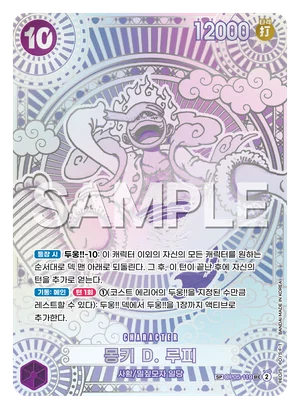 10
12000
打
SAMPLE
등장 시 두웅!!-10: 이 캐릭터 이외의 자신의 모든 캐릭터를 원하는
순서대로 덱 맨 아래로 되돌린다. 그 후, 이 턴이 끝난 후에 자신의
턴을 추가로 얻는다.
기동: 메인 턴 1회 ①(코스트 에리어의 두웅!!을 지정된 수만큼
레스트할 수 있다): 두웅!! 덱에서 두웅!!을 1장까지 액티브로
추가한다.
CHARACTER
몽키 D. 루피
사황/밀짚모자 일당
SP OP05-119 2